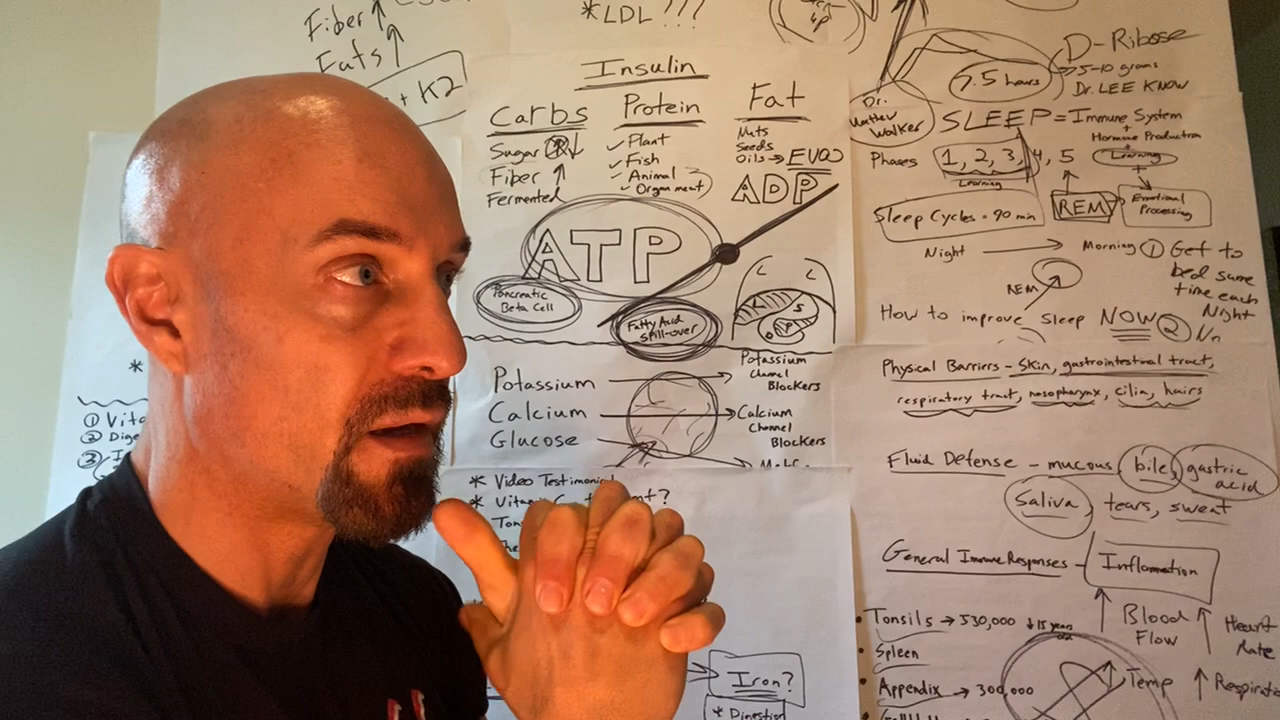 Fiber ↑
Fats ↑
+ K2
*LDL !!!
Insulin
Carbs
Sugar ↓
Fiber ↑
Fermented
Protein
✓ Plant
✓ Fish
✓ Animal
✓ Organ meat
Fat
Nuts
Seeds
Oils → EVOO
ADP
ATP
Pancreatic
Beta Cell
Fatty Acid
Spill-over
Potassium
Calcium
Glucose
Potassium
Channel
Blockers
Calcium
Channel
Blockers
* Video Testimonial
D-Ribose
→ 5-10 grams
Dr. LEE KNOW
7.5 hours
Dr.
Walker
SLEEP = Immune System
+
Hormone Production
+
Learning
+
Emotional
Processing
Phases 1, 2, 3, 4, 5
Learning
REM
Sleep Cycles = 90 min
Night → Morning
REM
① Get to
bed same
time each
Night
How to improve Sleep NOW ②
Physical Barriers - Skin, gastrointestinal tract,
respiratory tract, nasopharynx, cilia, hairs
Fluid Defense - mucous, bile, gastric
acid
Saliva, tears, sweat
General Immune Responses - Inflammation
• Tonsils → 530,000 ↓ 15 years
• Spleen
• Appendix → 300,000
Blood
Flow
↑ Heart
Rate
↑ Temp
↑
*
①
②
③
Iron?
* Digestion